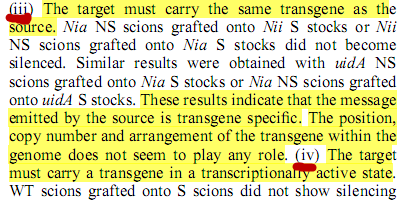 (iii) The target must carry the same transgene as the
source. Nia NS scions grafted onto Nii S stocks or Nii
NS scions grafted onto Nia S stocks did not become
silenced. Similar results were obtained with uidA NS
scions grafted onto Nia S stocks or Nia NS scions grafted
onto uidA S stocks. These results indicate that the message
emitted by the source is transgene specific. The position,
copy number and arrangement of the transgene within the
genome does not seem to play any role. (iv) The target
must carry a transgene in a transcriptionally active state.
WT scions grafted onto S scions did not show silencing